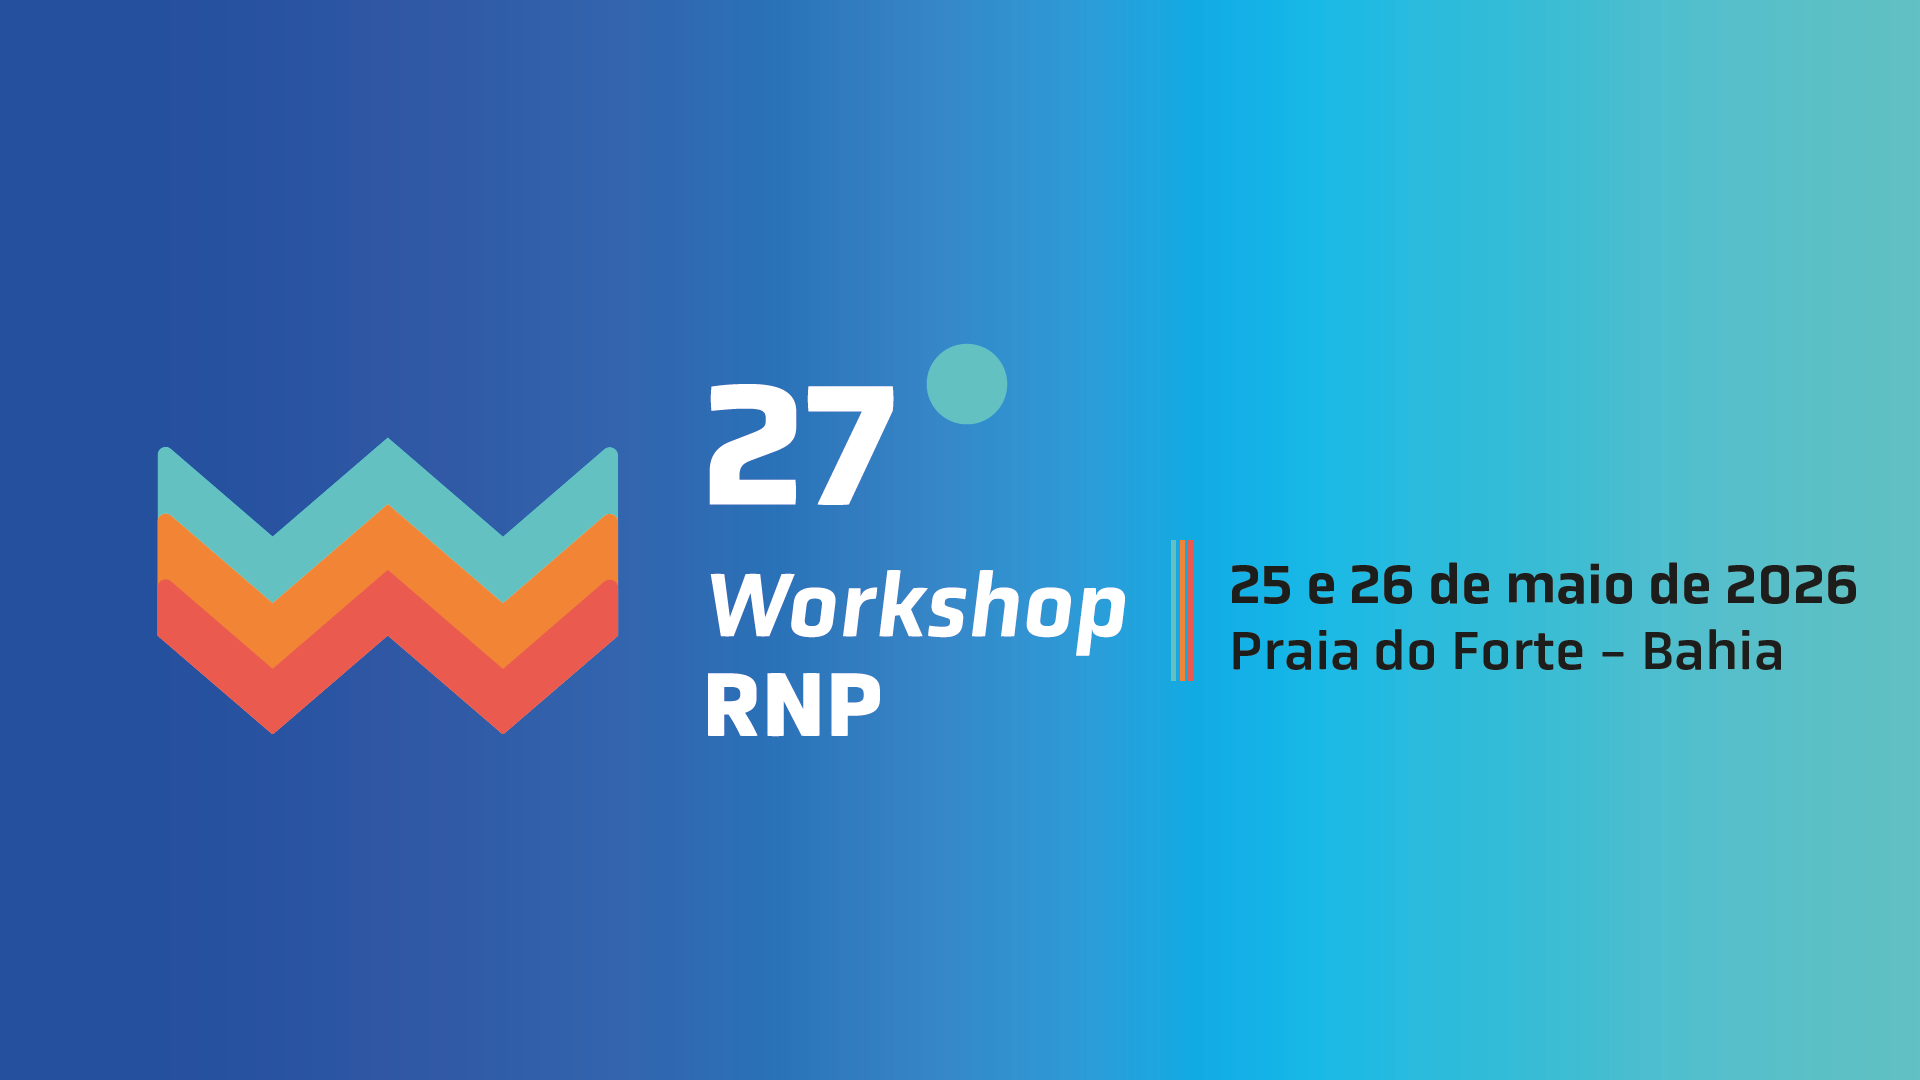 27
Workshop
RNP
25 e 26 de maio de 2026
Praia do Forte – Bahia